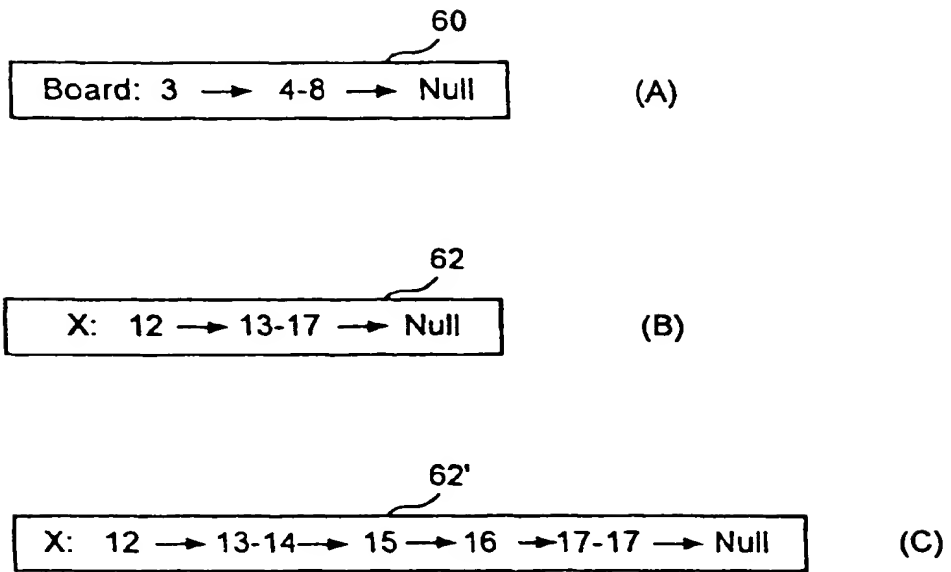 60
Board: 3 → 4-8 → Null (A)
62
X: 12 → 13-17 → Null (B)
62'
X: 12 → 13-14 → 15 → 16 → 17-17 → Null (C)